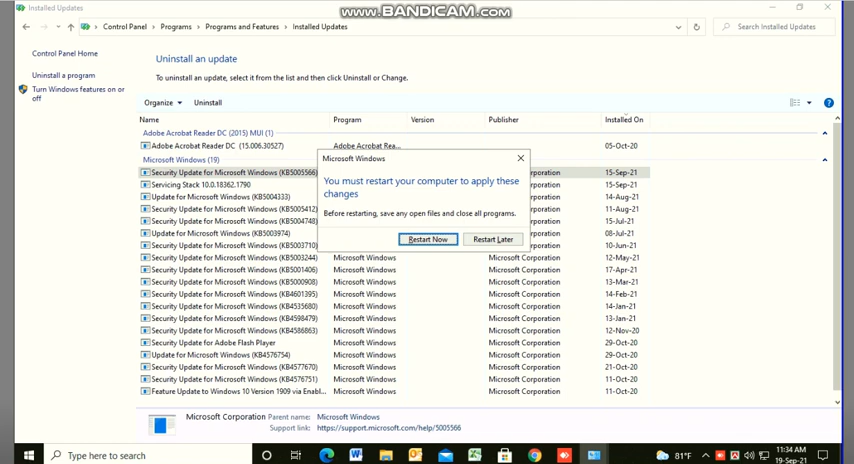 Installed Updates
www.BANDICAM.com
Control Panel > Programs > Programs and Features > Installed Updates
Search Installed Updates
Control Panel Home
Uninstall a program
Turn Windows features on or off
Uninstall an update
To uninstall an update, select it from the list and then click Uninstall or Change.
Organize Uninstall
Name Program Version Publisher Installed On
Adobe Acrobat Reader DC (2015) MUI (1)
Adobe Acrobat Reader DC (15.006.30527) Adobe Acrobat Rea... 05-Oct-20
Microsoft Windows (19)
Security Update for Microsoft Windows (KB5005566) orporation 15-Sep-21
Servicing Stack 10.0.18362.1790 orporation 15-Sep-21
Update for Microsoft Windows (KB4004333) orporation 14-Aug-21
Security Update for Microsoft Windows (KB5005412) orporation 11-Aug-21
Security Update for Microsoft Windows (KB5004748) orporation 15-Jul-21
Update for Microsoft Windows (KB5003974) orporation 08-Jul-21
Security Update for Microsoft Windows (KB5003710) orporation 10-Jun-21
Security Update for Microsoft Windows (KB5003244) Microsoft Windows Microsoft Corporation 12-May-21
Security Update for Microsoft Windows (KB5001406) Microsoft Windows Microsoft Corporation 17-Apr-21
Security Update for Microsoft Windows (KB5000908) Microsoft Windows Microsoft Corporation 13-Mar-21
Security Update for Microsoft Windows (KB4601395) Microsoft Windows Microsoft Corporation 14-Feb-21
Security Update for Microsoft Windows (KB4535680) Microsoft Windows Microsoft Corporation 14-Jan-21
Security Update for Microsoft Windows (KB4598479) Microsoft Windows Microsoft Corporation 13-Jan-21
Security Update for Microsoft Windows (KB4586863) Microsoft Windows Microsoft Corporation 12-Nov-20
Security Update for Adobe Flash Player Microsoft Windows Microsoft Corporation 29-Oct-20
Update for Microsoft Windows (KB4576754) Microsoft Windows Microsoft Corporation 29-Oct-20
Security Update for Microsoft Windows (KB4577670) Microsoft Windows Microsoft Corporation 21-Oct-20
Security Update for Microsoft Windows (KB4576751) Microsoft Windows Microsoft Corporation 11-Oct-20
Feature Update to Windows 10 Version 1909 via Enabl... Microsoft Windows Microsoft Corporation 11-Oct-20
Microsoft Windows
You must restart your computer to apply these changes
Before restarting, save any open files and close all programs.
Restart Now Restart Later
Microsoft Corporation Parent name: Microsoft Windows
Support link: https://support.microsoft.com/help/5005566
Type here to search
81°F
11:34 AM
19-Sep-21